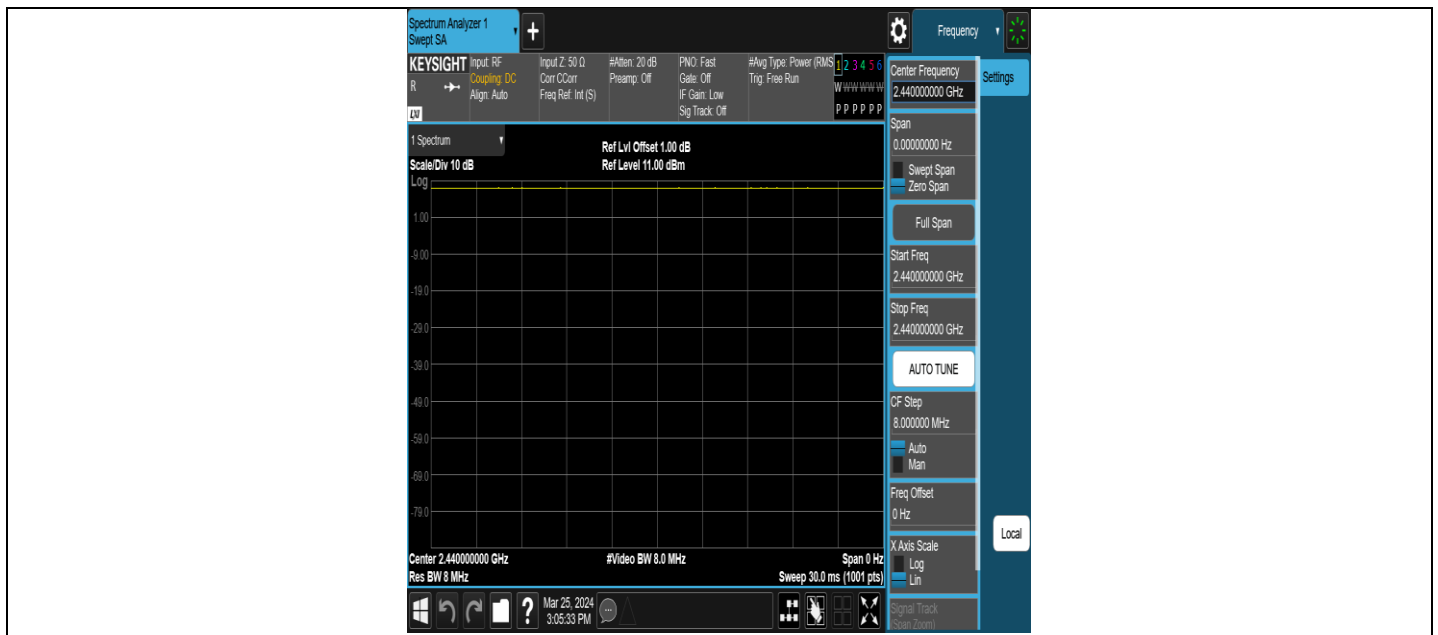 Spectrum Analyzer 1
Swept SA
+
Frequency
KEYSIGHT
R
LXI
Input: RF
Coupling: DC
Align: Auto
Input Z: 50 Ω
Corr CCorr
Freq Ref: Int (S)
#Atten: 20 dB
Preamp: Off
PNO: Fast
Gate: Off
IF Gain: Low
Sig Track: Off
#Avg Type: Power (RMS
Trig: Free Run
1 2 3 4 5 6
W W W W W W
P P P P P P
1 Spectrum
Scale/Div 10 dB
Ref Lvl Offset 1.00 dB
Ref Level 11.00 dBm
Log
1.00
-9.00
-19.0
-29.0
-39.0
-49.0
-59.0
-69.0
-79.0
Center 2.440000000 GHz
#Video BW 8.0 MHz
Span 0 Hz
Res BW 8 MHz
Sweep 30.0 ms (1001 pts)
?
Mar 25, 2024
3:05:33 PM
Center Frequency
2.440000000 GHz
Settings
Span
0.00000000 Hz
Swept Span
Zero Span
Full Span
Start Freq
2.440000000 GHz
Stop Freq
2.440000000 GHz
AUTO TUNE
CF Step
8.000000 MHz
Auto
Man
Freq Offset
0 Hz
X Axis Scale
Log
Lin
Local
Signal Track
(Span Zoom)